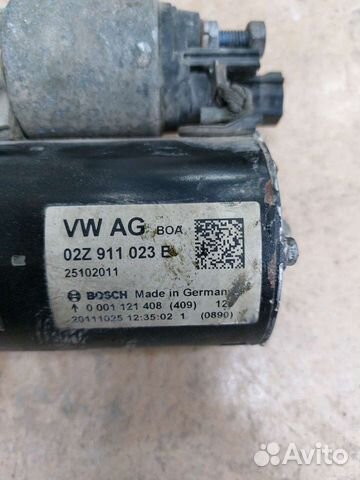 VW AG BOA
02Z 911 023
25102011
BOSCH Made in Germany
↑ 0 001 121 408 (409)
20111025 12:35:02 1 (0890)
Avito